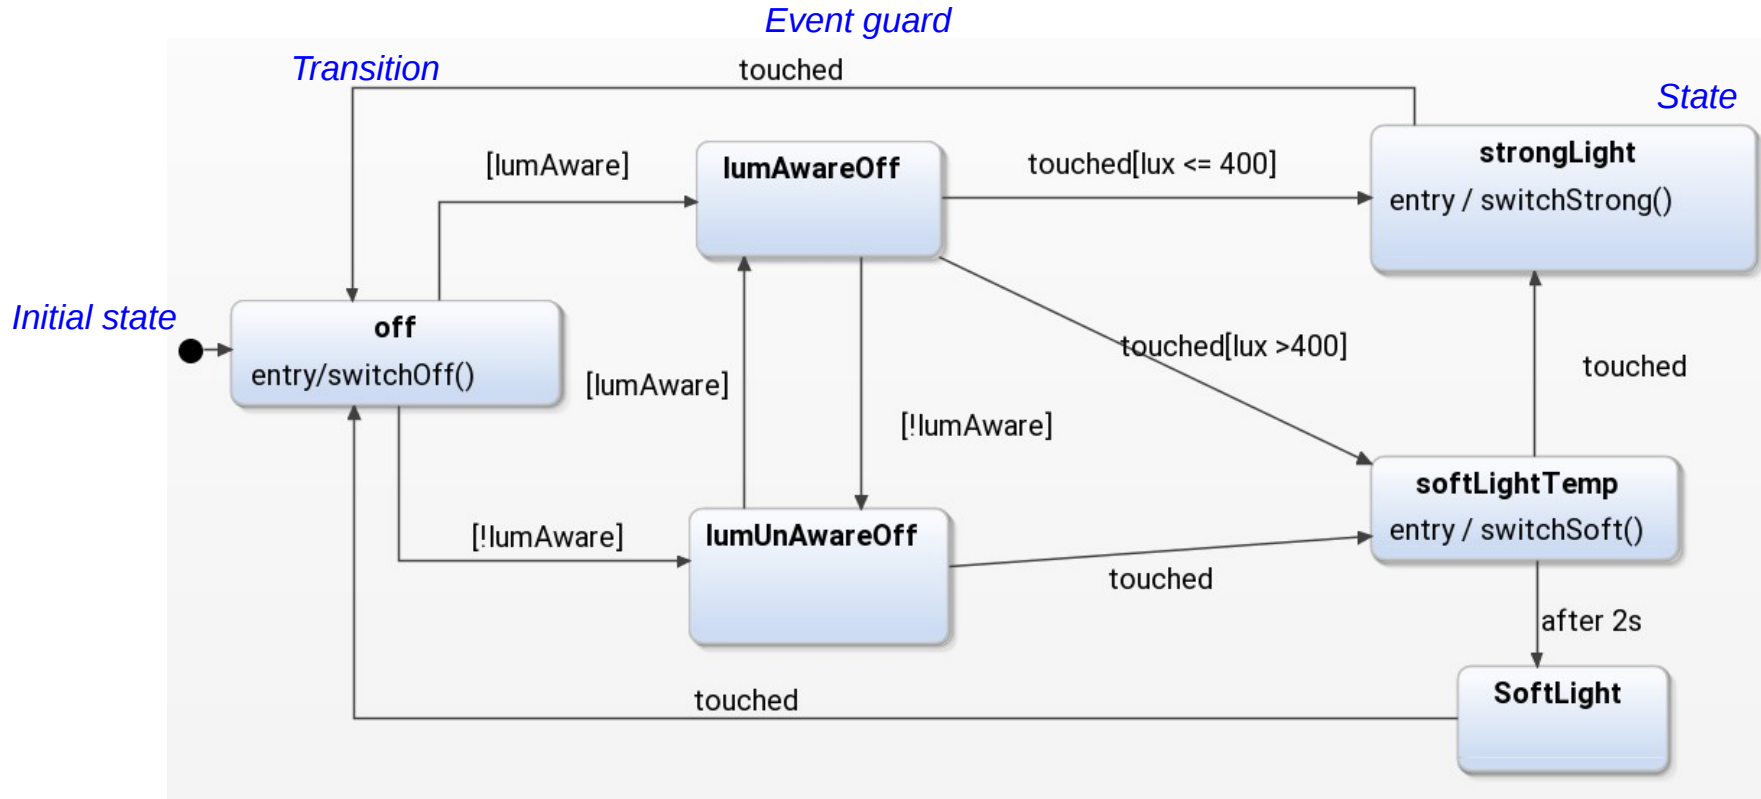 Event guard
Transition
touched
State
[lumAware]
lumAwareOff
touched[lux <= 400]
strongLight
entry / switchStrong()
Initial state
off
entry/switchOff()
[lumAware]
touched[lux >400]
touched
[!lumAware]
softLightTemp
entry / switchSoft()
[!lumAware]
lumUnAwareOff
touched
after 2s
touched
SoftLight